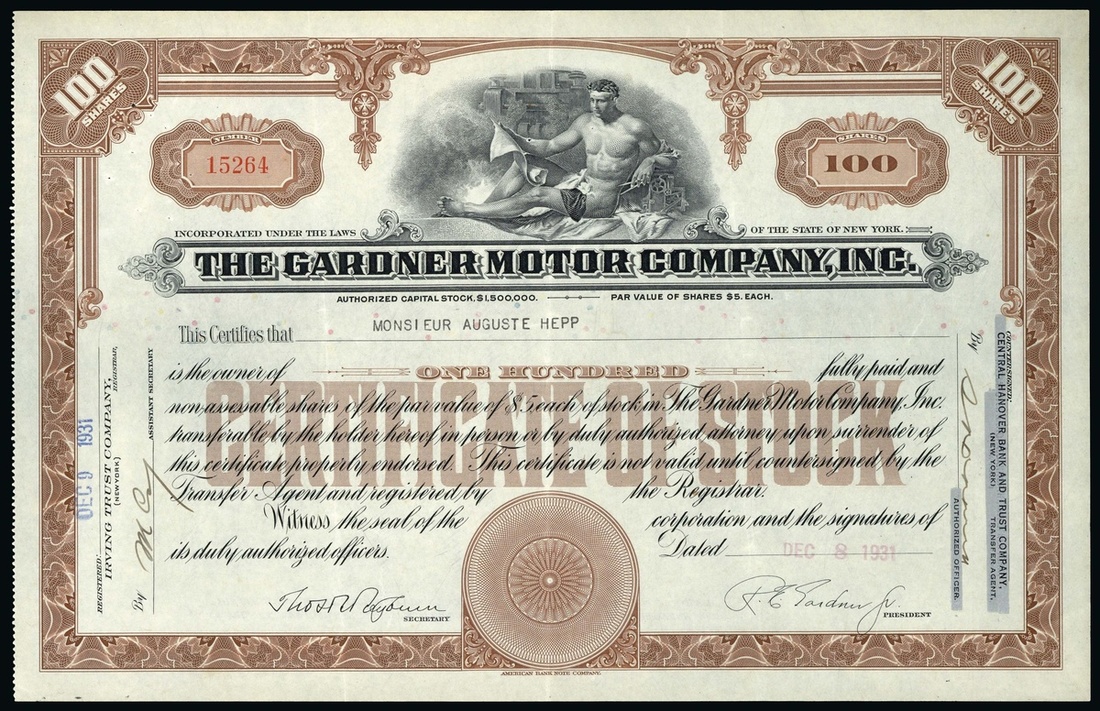 100 SHARES
100 SHARES
NUMBER
15264
SHARES
100
INCORPORATED UNDER THE LAWS
OF THE STATE OF NEW YORK.
THE GARDNER MOTOR COMPANY, INC.
AUTHORIZED CAPITAL STOCK, $1,500,000. PAR VALUE OF SHARES $5. EACH.
This Certifies that MONSIEUR AUGUSTE HEPP
is the owner of ONE HUNDRED fully paid and
CERTIFICATE OF STOCK
non-assessable shares of the par value of $5. each of stock in The Gardner Motor Company, Inc.
transferable by the holder hereof in person or by duly authorized attorney upon surrender of
this certificate properly endorsed. This certificate is not valid until countersigned by the
Transfer Agent and registered by the Registrar.
Witness, the seal of the corporation and the signatures of
its duly authorized officers.
Dated DEC 8 1931
SECRETARY
R. E. Gardner Jr.
PRESIDENT
AMERICAN BANK NOTE COMPANY.
DEC 9 1931
REGISTERED:
IRVING TRUST COMPANY,
(NEW YORK)
REGISTRAR,
By
ASSISTANT SECRETARY
COUNTERSIGNED:
CENTRAL HANOVER BANK AND TRUST COMPANY,
(NEW YORK)
TRANSFER AGENT,
By
AUTHORIZED OFFICER.